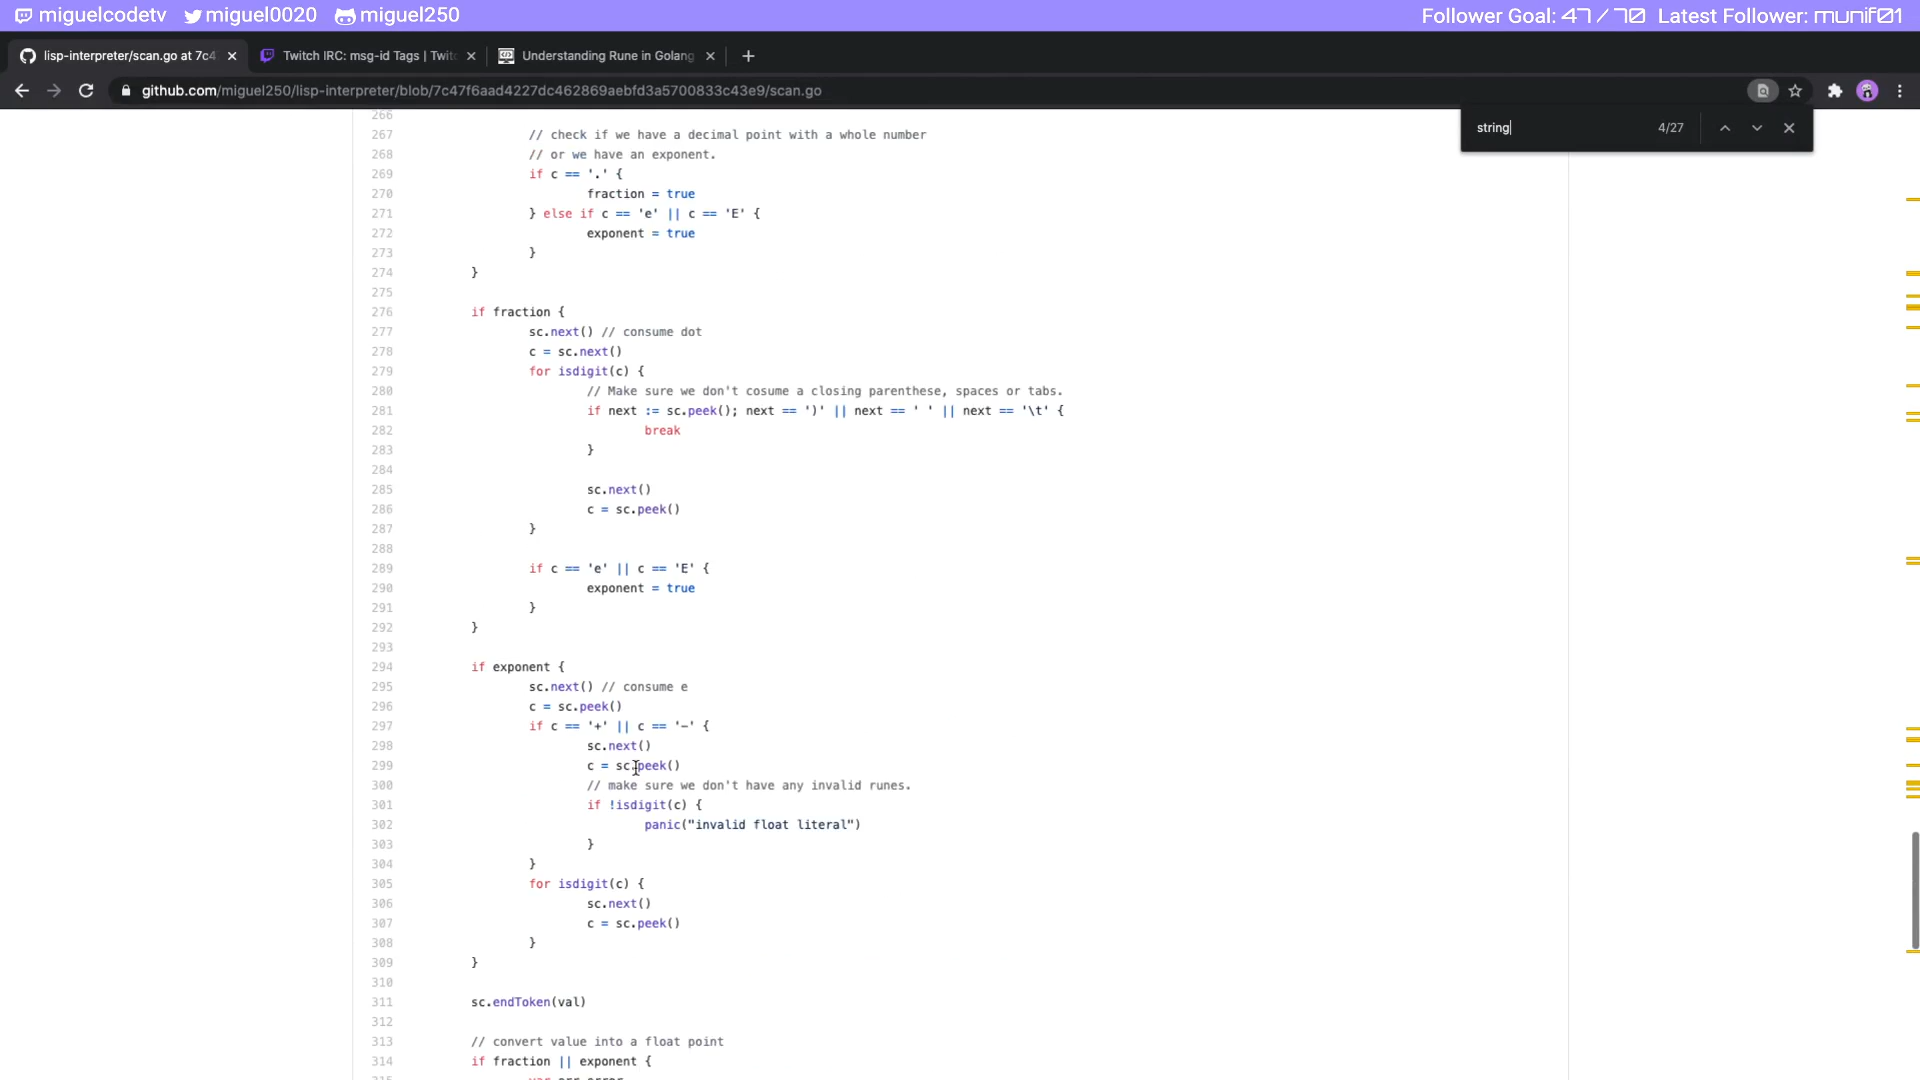 miguelcodetv miguel0020 miguel250 Follower Goal: 47 / 70 Latest Follower: munif01
lisp-interpreter/scan.go at 7c4 Twitch IRC: msg-id Tags | Twitc Understanding Rune in Golang
github.com/miguel250/lisp-interpreter/blob/7c47f6aad4227dc462869aebfd3a5700833c43e9/scan.go
string 4/27
266
267 // check if we have a decimal point with a whole number
268 // or we have an exponent.
269 if c == '.' {
270 fraction = true
271 } else if c == 'e' || c == 'E' {
272 exponent = true
273 }
274 }
275
276 if fraction {
277 sc.next() // consume dot
278 c = sc.next()
279 for isdigit(c) {
280 // Make sure we don't cosume a closing parenthese, spaces or tabs.
281 if next := sc.peek(); next == ')' || next == ' ' || next == '\t' {
282 break
283 }
284
285 sc.next()
286 c = sc.peek()
287 }
288
289 if c == 'e' || c == 'E' {
290 exponent = true
291 }
292 }
293
294 if exponent {
295 sc.next() // consume e
296 c = sc.peek()
297 if c == '+' || c == '-' {
298 sc.next()
299 c = sc.peek()
300 // make sure we don't have any invalid runes.
301 if !isdigit(c) {
302 panic("invalid float literal")
303 }
304 }
305 for isdigit(c) {
306 sc.next()
307 c = sc.peek()
308 }
309 }
310
311 sc.endToken(val)
312
313 // convert value into a float point
314 if fraction || exponent {
315 var err error